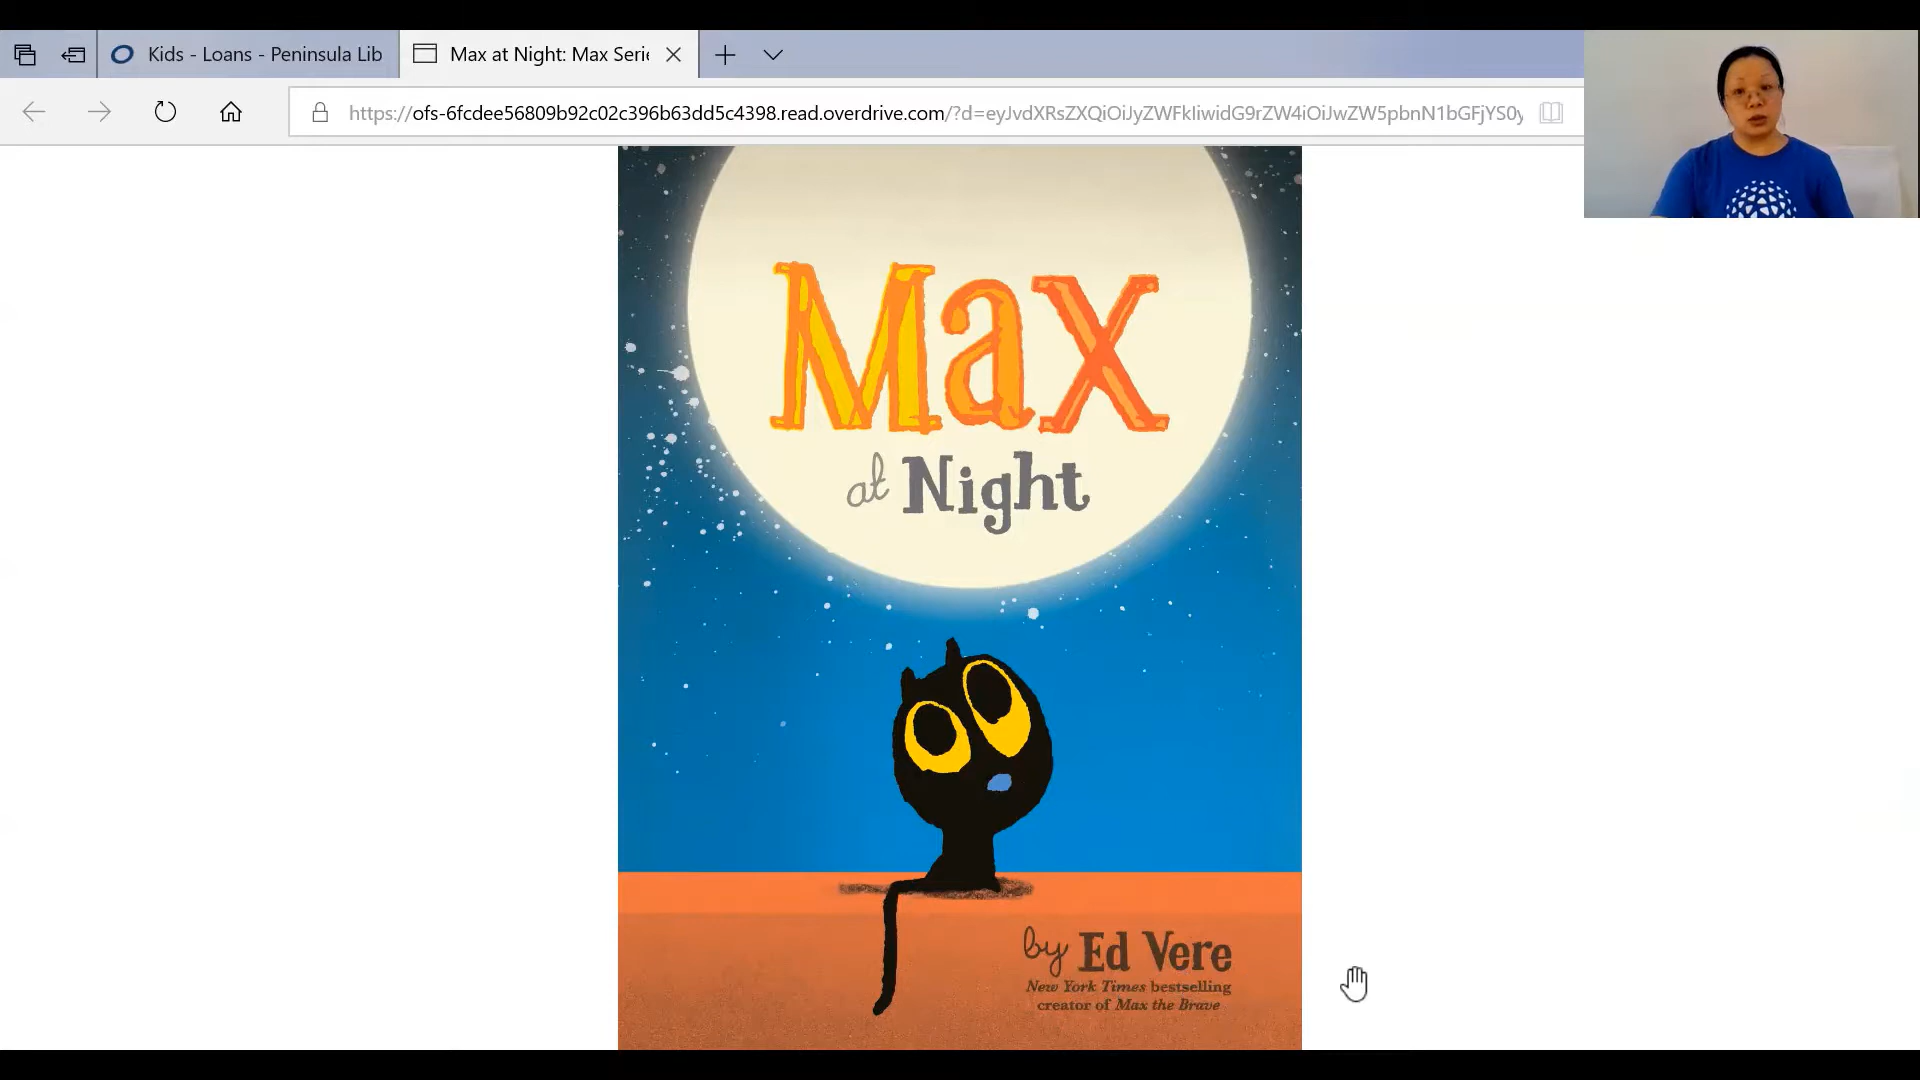 Kids - Loans - Peninsula Lib
Max at Night: Max Serie
https://ofs-6fcdee56809b92c02c396b63dd5c4398.read.overdrive.com/?d=eyJvdXRsZXQiOiJyZWFkIiwidG9rZW4iOiJwZW5pbnN1bGFjYS0y
Max
at Night
by Ed Vere
New York Times bestselling
creator of Max the Brave